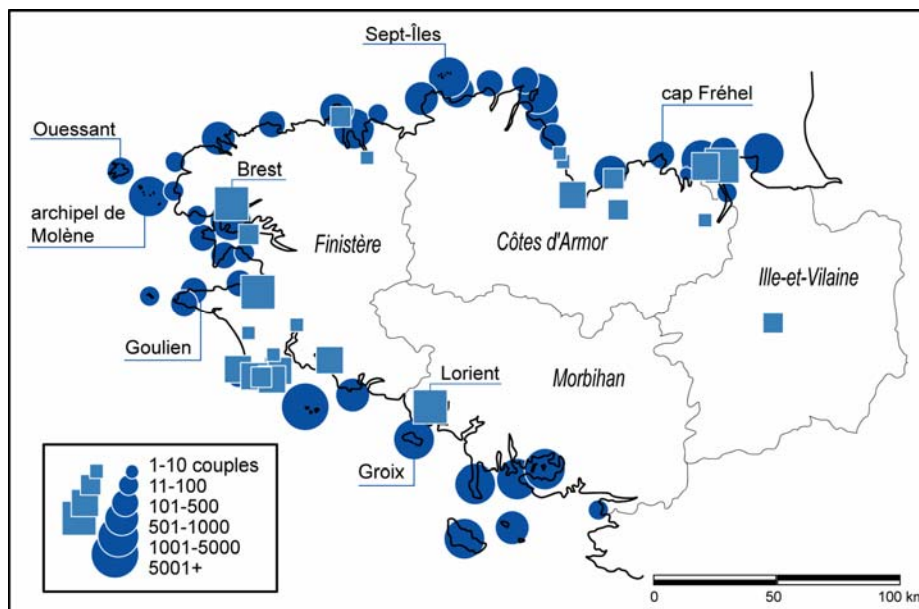 Sept-Îles
cap Fréhel
Ouessant
Brest
archipel de
Molène
Finistère
Côtes d'Armor
Ille-et-Vilaine
Goulien
Lorient
Morbihan
Groix
1-10 couples
11-100
101-500
501-1000
1001-5000
5001+
0 50 100 km